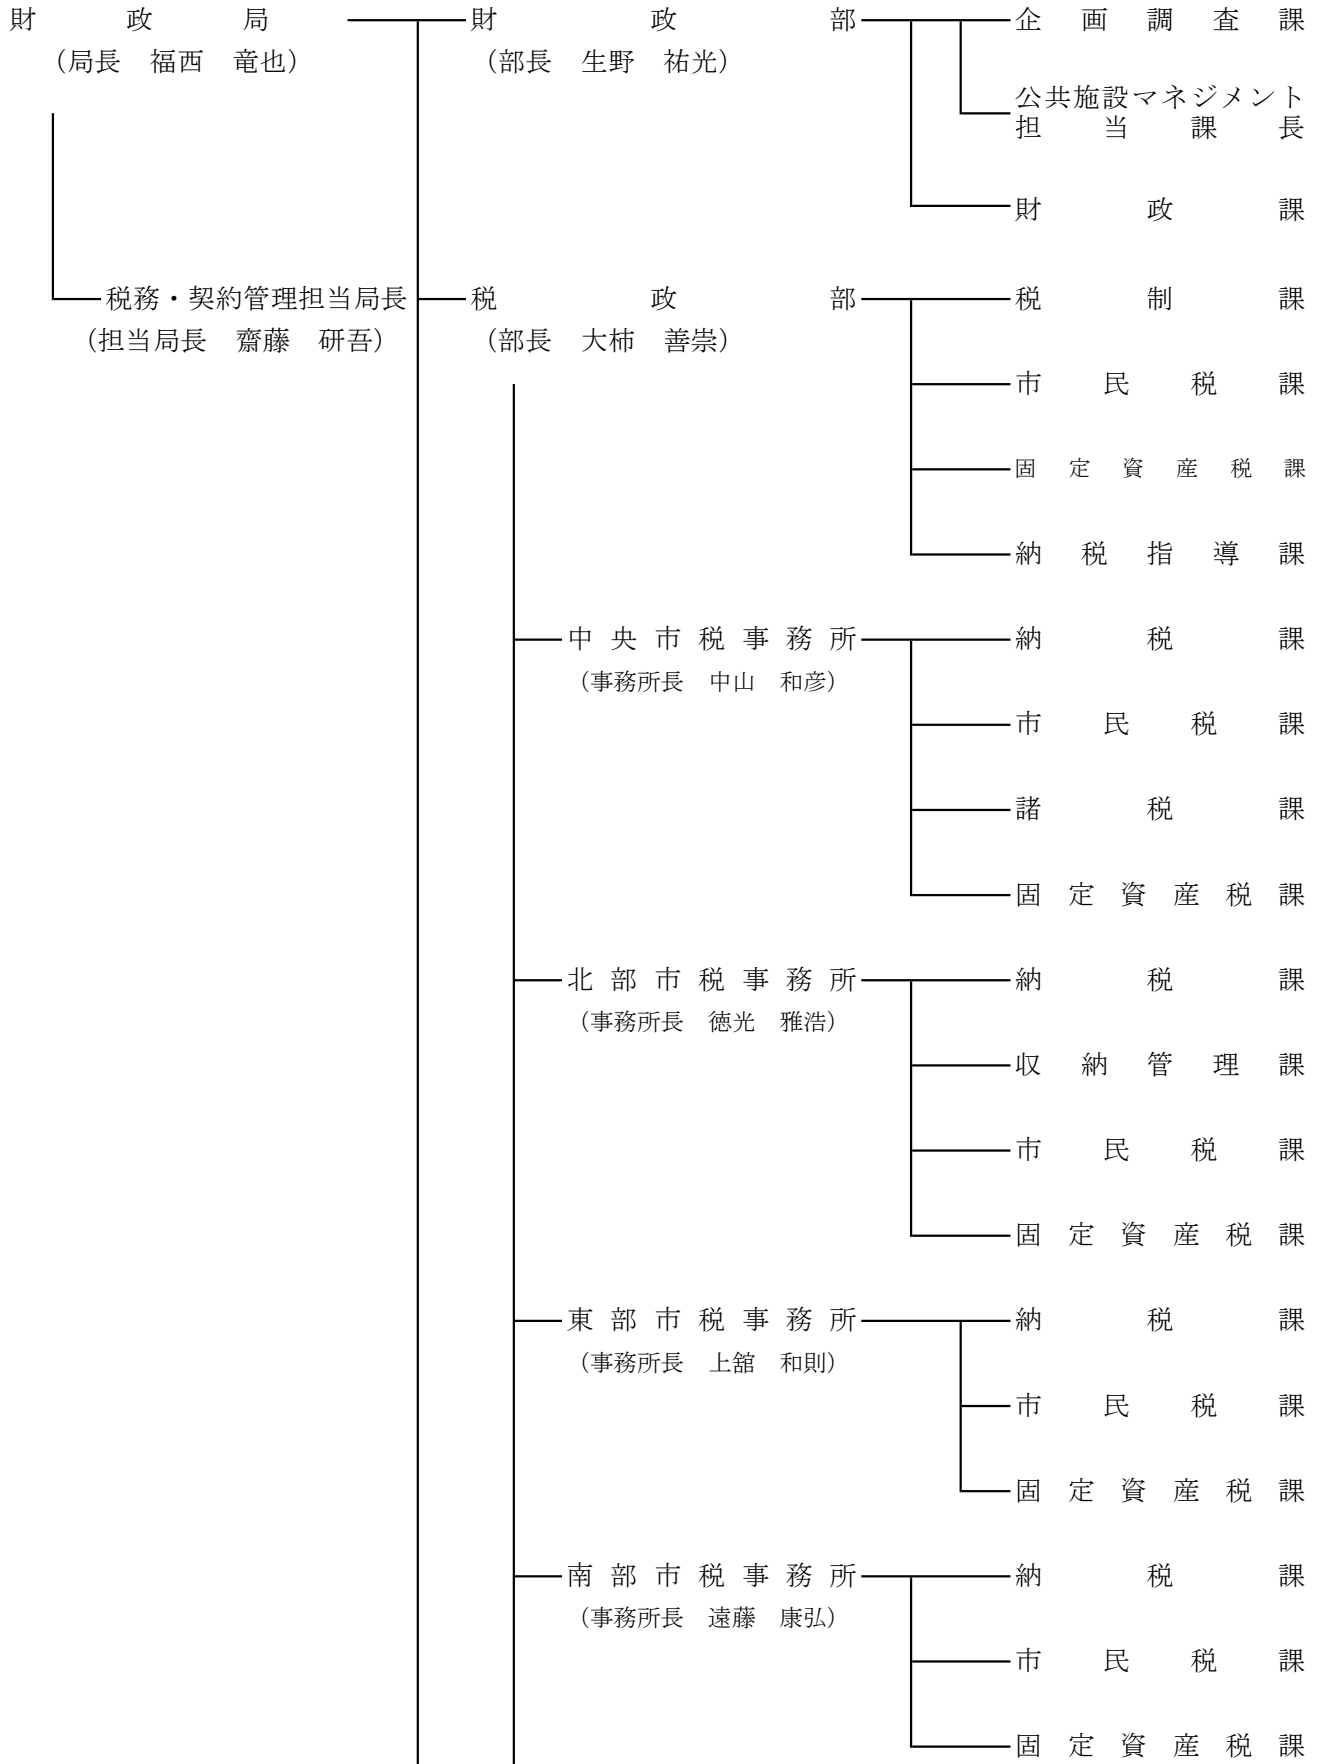 財政局 財政部 企画調査課
（局長　福西　竜也） （部長　生野　祐光）
公共施設マネジメント
担当課長
財政課
税務・契約管理担当局長 税政部 税制課
（担当局長　齋藤　研吾） （部長　大柿　善崇）
市民税課
固定資産税課
納税指導課
中央市税事務所 納税課
（事務所長　中山　和彦）
市民税課
諸税課
固定資産税課
北部市税事務所 納税課
（事務所長　徳光　雅浩）
収納管理課
市民税課
固定資産税課
東部市税事務所 納税課
（事務所長　上舘　和則）
市民税課
固定資産税課
南部市税事務所 納税課
（事務所長　遠藤　康弘）
市民税課
固定資産税課